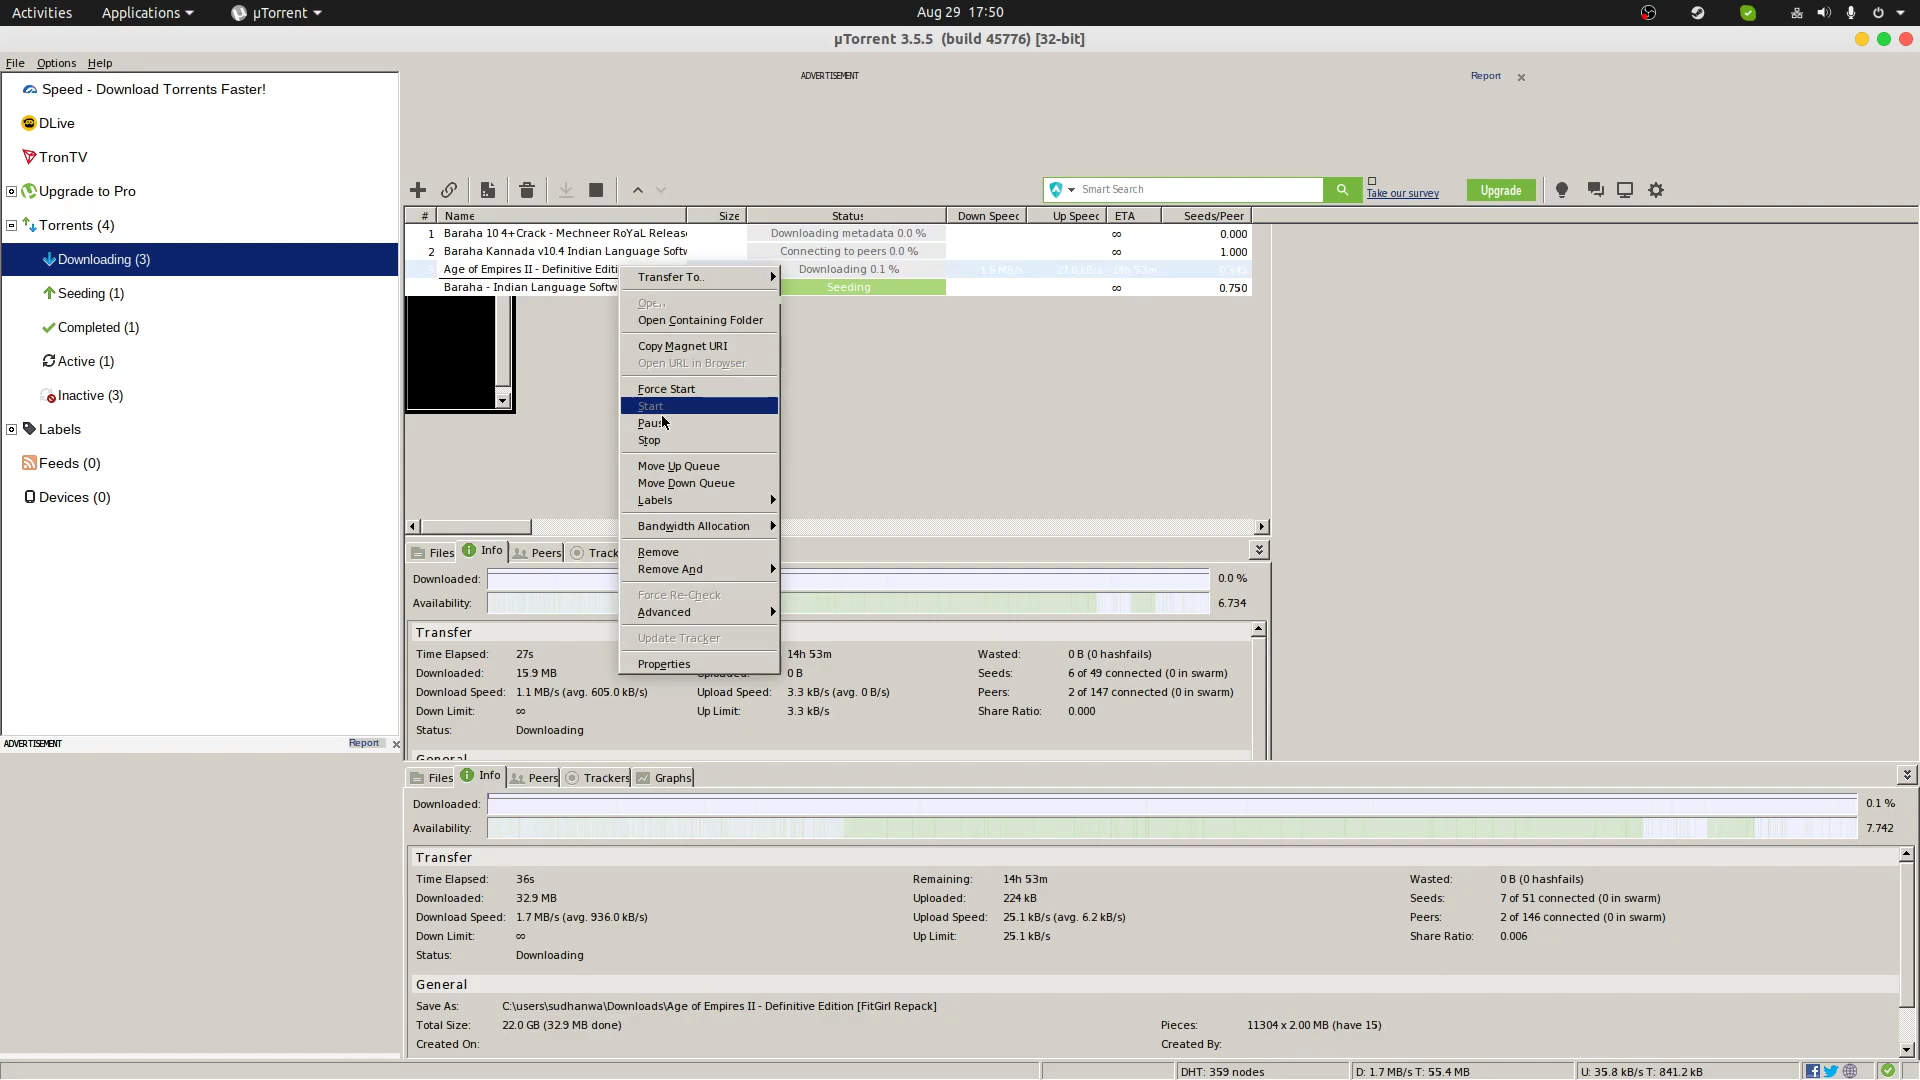 Activities Applications µTorrent Aug 29 17:50
µTorrent 3.5.5 (build 45776) [32-bit]
File Options Help
Speed - Download Torrents Faster!
DLive
TronTV
Upgrade to Pro
Torrents (4)
Downloading (3)
Seeding (1)
Completed (1)
Active (1)
Inactive (3)
Labels
Feeds (0)
Devices (0)
ADVERTISEMENT Report
ADVERTISEMENT Report
Smart Search Take our survey Upgrade
# Name Size Status Down Speed Up Speed ETA Seeds/Peer
1 Baraha 10 4+Crack - Mechneer RoYaL Release Downloading metadata 0.0 % ∞ 0.000
2 Baraha Kannada v10.4 Indian Language Softw Connecting to peers 0.0 % ∞ 1.000
Age of Empires II - Definitive Editi Downloading 0.1 %
Baraha - Indian Language Softw Seeding ∞ 0.750
Transfer To..
Open
Open Containing Folder
Copy Magnet URI
Open URL in Browser
Force Start
Start
Pause
Stop
Move Up Queue
Move Down Queue
Labels
Bandwidth Allocation
Remove
Remove And
Force Re-Check
Advanced
Update Tracker
Properties
Files Info Peers Track
Downloaded: 0.0 %
Availability: 6.734
Transfer
Time Elapsed: 27s 14h 53m Wasted: 0 B (0 hashfails)
Downloaded: 15.9 MB Uploaded: 0 B Seeds: 6 of 49 connected (0 in swarm)
Download Speed: 1.1 MB/s (avg. 605.0 kB/s) Upload Speed: 3.3 kB/s (avg. 0 B/s) Peers: 2 of 147 connected (0 in swarm)
Down Limit: ∞ Up Limit: 3.3 kB/s Share Ratio: 0.000
Status: Downloading
General
Files Info Peers Trackers Graphs
Downloaded: 0.1 %
Availability: 7.742
Transfer
Time Elapsed: 36s Remaining: 14h 53m Wasted: 0 B (0 hashfails)
Downloaded: 32.9 MB Uploaded: 224 kB Seeds: 7 of 51 connected (0 in swarm)
Download Speed: 1.7 MB/s (avg. 936.0 kB/s) Upload Speed: 25.1 kB/s (avg. 6.2 kB/s) Peers: 2 of 146 connected (0 in swarm)
Down Limit: ∞ Up Limit: 25.1 kB/s Share Ratio: 0.006
Status: Downloading
General
Save As: C:\users\sudhanwa\Downloads\Age of Empires II - Definitive Edition [FitGirl Repack]
Total Size: 22.0 GB (32.9 MB done) Pieces: 11304 x 2.00 MB (have 15)
Created On: Created By:
DHT: 359 nodes D: 1.7 MB/s T: 55.4 MB U: 35.8 kB/s T: 841.2 kB